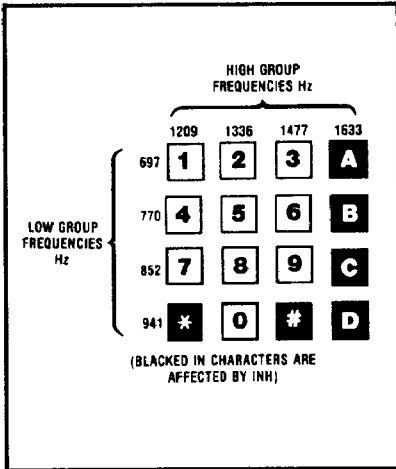 HIGH GROUP
FREQUENCIES Hz
1209 1336 1477 1633
697 1 2 3 A
770 4 5 6 B
LOW GROUP
FREQUENCIES
Hz
852 7 8 9 C
941 * 0 # D
(BLACKED IN CHARACTERS ARE
AFFECTED BY INH)